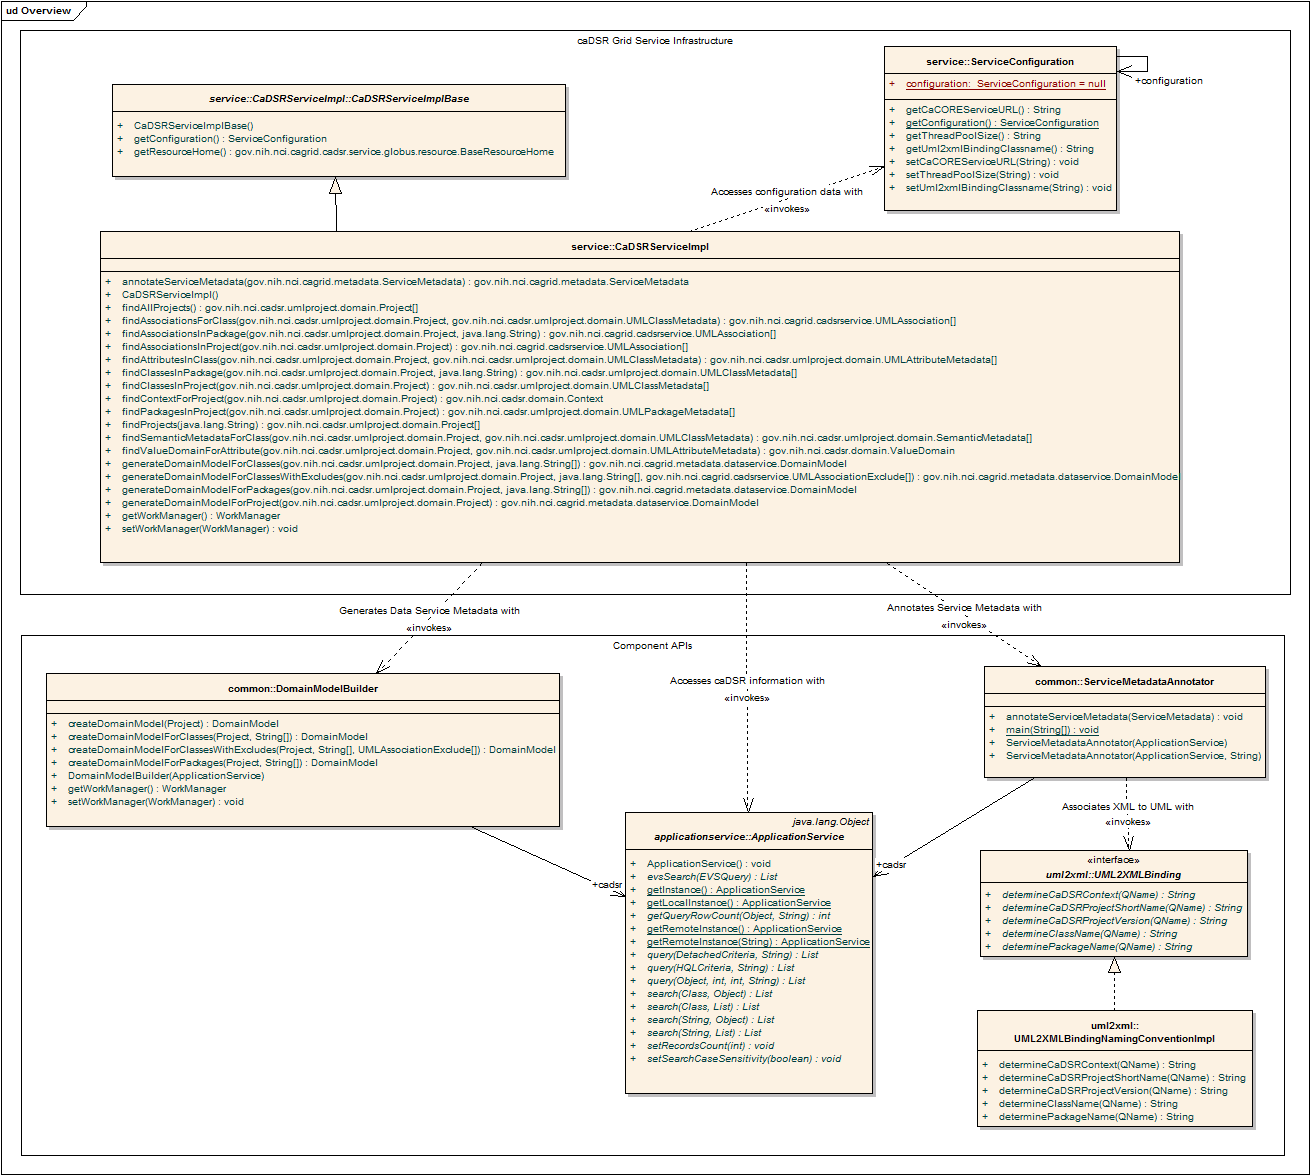 ud Overview
caDSR Grid Service Infrastructure
service::CaDSRServiceImpl::CaDSRServiceImplBase
+ CaDSRServiceImplBase()
+ getConfiguration() : ServiceConfiguration
+ getResourceHome() : gov.nih.nci.cagrid.cadsr.service.globus.resource.BaseResourceHome
service::ServiceConfiguration
+ configuration: ServiceConfiguration = null
+ getCaCOREServiceURL() : String
+ getConfiguration() : ServiceConfiguration
+ getThreadPoolSize() : String
+ getUml2xmlBindingClassname() : String
+ setCaCOREServiceURL(String) : void
+ setThreadPoolSize(String) : void
+ setUml2xmlBindingClassname(String) : void
+configuration
Accesses configuration data with
«invokes»
service::CaDSRServiceImpl
+ annotateServiceMetadata(gov.nih.nci.cagrid.metadata.ServiceMetadata) : gov.nih.nci.cagrid.metadata.ServiceMetadata
+ CaDSRServiceImpl()
+ findAllProjects() : gov.nih.nci.cadsr.umlproject.domain.Project[]
+ findAssociationsForClass(gov.nih.nci.cadsr.umlproject.domain.Project, gov.nih.nci.cadsr.umlproject.domain.UMLClassMetadata) : gov.nih.nci.cagrid.cadsrservice.UMLAssociation[]
+ findAssociationsInPackage(gov.nih.nci.cadsr.umlproject.domain.Project, java.lang.String) : gov.nih.nci.cagrid.cadsrservice.UMLAssociation[]
+ findAssociationsInProject(gov.nih.nci.cadsr.umlproject.domain.Project) : gov.nih.nci.cagrid.cadsrservice.UMLAssociation[]
+ findAttributesInClass(gov.nih.nci.cadsr.umlproject.domain.Project, gov.nih.nci.cadsr.umlproject.domain.UMLClassMetadata) : gov.nih.nci.cadsr.umlproject.domain.UMLAttributeMetadata[]
+ findClassesInPackage(gov.nih.nci.cadsr.umlproject.domain.Project, java.lang.String) : gov.nih.nci.cadsr.umlproject.domain.UMLClassMetadata[]
+ findClassesInProject(gov.nih.nci.cadsr.umlproject.domain.Project) : gov.nih.nci.cadsr.umlproject.domain.UMLClassMetadata[]
+ findContextForProject(gov.nih.nci.cadsr.umlproject.domain.Project) : gov.nih.nci.cadsr.domain.Context
+ findPackagesInProject(gov.nih.nci.cadsr.umlproject.domain.Project) : gov.nih.nci.cadsr.umlproject.domain.UMLPackageMetadata[]
+ findProjects(java.lang.String) : gov.nih.nci.cadsr.umlproject.domain.Project[]
+ findSemanticMetadataForClass(gov.nih.nci.cadsr.umlproject.domain.Project, gov.nih.nci.cadsr.umlproject.domain.UMLClassMetadata) : gov.nih.nci.cadsr.umlproject.domain.SemanticMetadata[]
+ findValueDomainForAttribute(gov.nih.nci.cadsr.umlproject.domain.Project, gov.nih.nci.cadsr.umlproject.domain.UMLAttributeMetadata) : gov.nih.nci.cadsr.domain.ValueDomain
+ generateDomainModelForClasses(gov.nih.nci.cadsr.umlproject.domain.Project, java.lang.String[]) : gov.nih.nci.cagrid.metadata.dataservice.DomainModel
+ generateDomainModelForClassesWithExcludes(gov.nih.nci.cadsr.umlproject.domain.Project, java.lang.String[], gov.nih.nci.cagrid.cadsrservice.UMLAssociationExclude[]) : gov.nih.nci.cagrid.metadata.dataservice.DomainMode
+ generateDomainModelForPackages(gov.nih.nci.cadsr.umlproject.domain.Project, java.lang.String[]) : gov.nih.nci.cagrid.metadata.dataservice.DomainModel
+ generateDomainModelForProject(gov.nih.nci.cadsr.umlproject.domain.Project) : gov.nih.nci.cagrid.metadata.dataservice.DomainModel
+ getWorkManager() : WorkManager
+ setWorkManager(WorkManager) : void
Generates Data Service Metadata with
«invokes»
Accesses caDSR information with
«invokes»
Annotates Service Metadata with
«invokes»
Component APIs
common::DomainModelBuilder
+ createDomainModel(Project) : DomainModel
+ createDomainModelForClasses(Project, String[]) : DomainModel
+ createDomainModelForClassesWithExcludes(Project, String[], UMLAssociationExclude[]) : DomainModel
+ createDomainModelForPackages(Project, String[]) : DomainModel
+ DomainModelBuilder(ApplicationService)
+ getWorkManager() : WorkManager
+ setWorkManager(WorkManager) : void
common::ServiceMetadataAnnotator
+ annotateServiceMetadata(ServiceMetadata) : void
+ main(String[]) : void
+ ServiceMetadataAnnotator(ApplicationService)
+ ServiceMetadataAnnotator(ApplicationService, String)
+cadsr
+cadsr
Associates XML to UML with
«invokes»
java.lang.Object
applicationservice::ApplicationService
+ ApplicationService() : void
+ evsSearch(EVSQuery) : List
+ getInstance() : ApplicationService
+ getLocalInstance() : ApplicationService
+ getQueryRowCount(Object, String) : int
+ getRemoteInstance() : ApplicationService
+ getRemoteInstance(String) : ApplicationService
+ query(DetachedCriteria, String) : List
+ query(HQLCriteria, String) : List
+ query(Object, int, int, String) : List
+ search(Class, Object) : List
+ search(Class, List) : List
+ search(String, Object) : List
+ search(String, List) : List
+ setRecordsCount(int) : void
+ setSearchCaseSensitivity(boolean) : void
«interface»
uml2xml::UML2XMLBinding
+ determineCaDSRContext(QName) : String
+ determineCaDSRProjectShortName(QName) : String
+ determineCaDSRProjectVersion(QName) : String
+ determineClassName(QName) : String
+ determinePackageName(QName) : String
uml2xml::
UML2XMLBindingNamingConventionImpl
+ determineCaDSRContext(QName) : String
+ determineCaDSRProjectShortName(QName) : String
+ determineCaDSRProjectVersion(QName) : String
+ determineClassName(QName) : String
+ determinePackageName(QName) : String